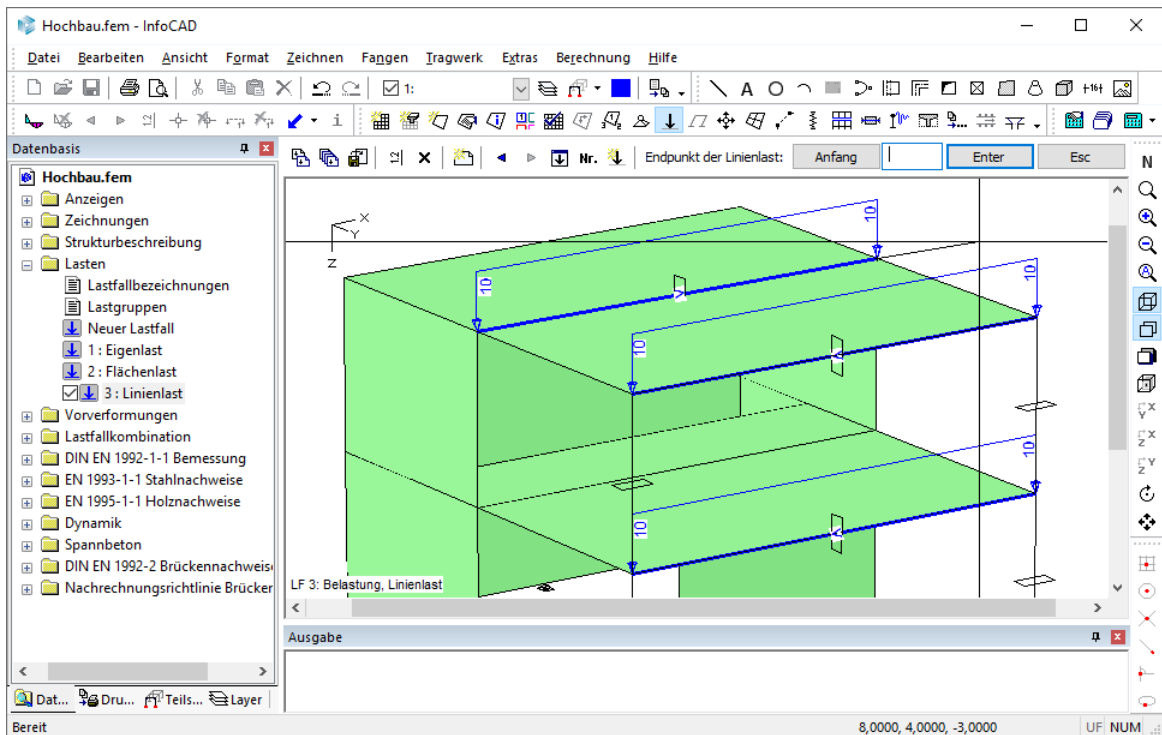 Hochbau.fem - InfoCAD
Datei Bearbeiten Ansicht Format Zeichnen Fangen Tragwerk Extras Berechnung Hilfe
1:
Datenbasis
Hochbau.fem
Anzeigen
Zeichnungen
Strukturbeschreibung
Lasten
Lastfallbezeichnungen
Lastgruppen
Neuer Lastfall
1 : Eigenlast
2 : Flächenlast
3 : Linienlast
Vorverformungen
Lastfallkombination
DIN EN 1992-1-1 Bemessung
EN 1993-1-1 Stahlnachweise
EN 1995-1-1 Holznachweise
Dynamik
Spannbeton
DIN EN 1992-2 Brückennachweis
Nachrechnungsrichtlinie Brücken
Dat... Dru... Teils... Layer
Nr. Endpunkt der Linienlast: Anfang Enter Esc
X
Y
Z
10
10
10
10
10
10
LF 3: Belastung, Linienlast
Ausgabe
N
X
Y
X
Z
Y
Z
Bereit 8,0000, 4,0000, -3,0000 UF NUM